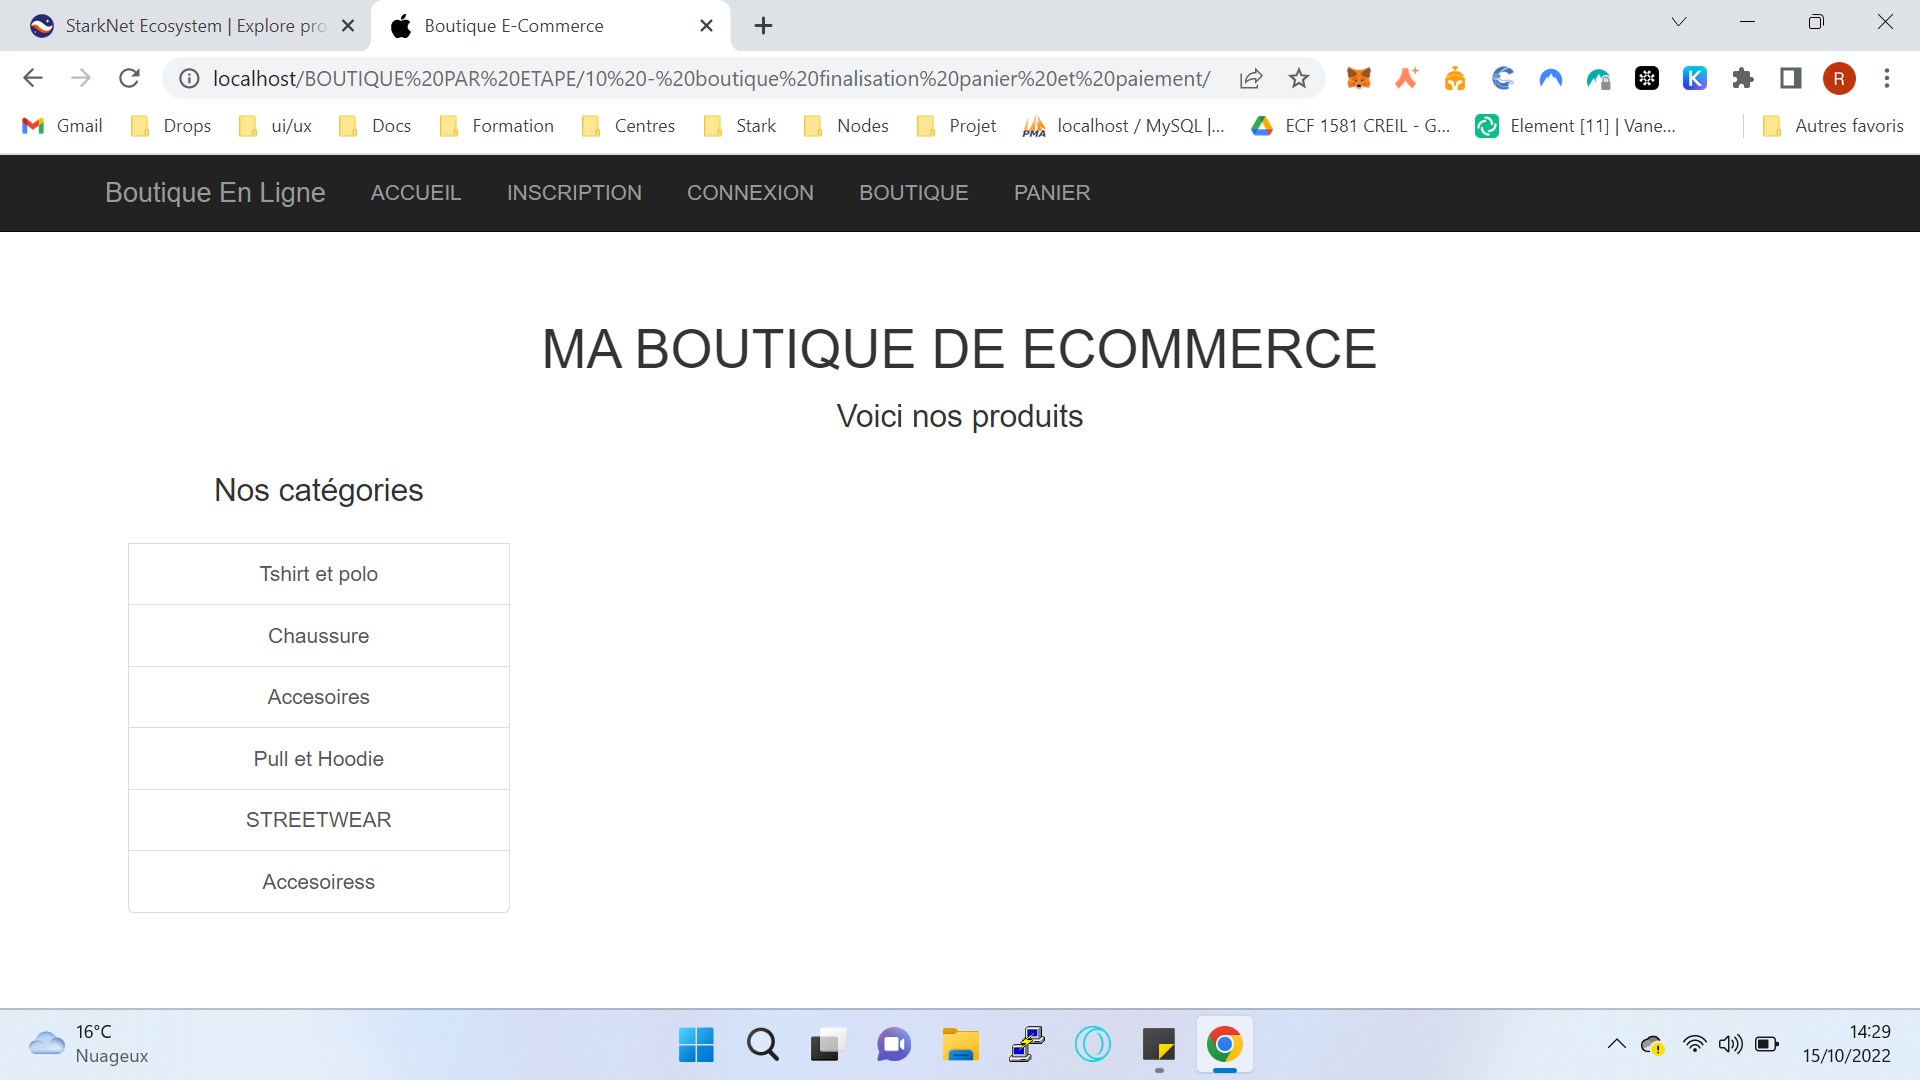 StarkNet Ecosystem | Explore pro
Boutique E-Commerce
localhost/BOUTIQUE%20PAR%20ETAPE/10%20-%20boutique%20finalisation%20panier%20et%20paiement/
R
Gmail
Drops
ui/ux
Docs
Formation
Centres
Stark
Nodes
Projet
PMA
localhost / MySQL |...
ECF 1581 CREIL - G...
Element [11] | Vane...
Autres favoris
Boutique En Ligne
ACCUEIL
INSCRIPTION
CONNEXION
BOUTIQUE
PANIER
MA BOUTIQUE DE ECOMMERCE
Voici nos produits
Nos catégories
Tshirt et polo
Chaussure
Accesoires
Pull et Hoodie
STREETWEAR
Accesoiress
16°C
Nuageux
14:29
15/10/2022